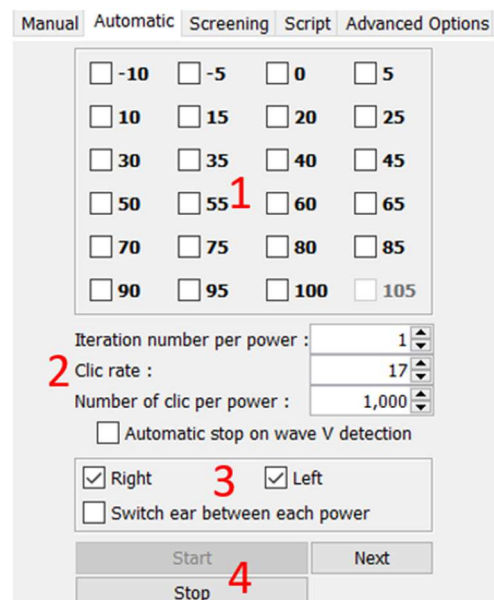 Manual Automatic Screening Script Advanced Options
-10 -5 0 5
10 15 20 25
30 35 40 45
50 55 1 60 65
70 75 80 85
90 95 100 105
Iteration number per power : 1
2 Clic rate : 17
Number of clic per power : 1,000
Automatic stop on wave V detection
Right 3 Left
Switch ear between each power
Start Next
Stop 4